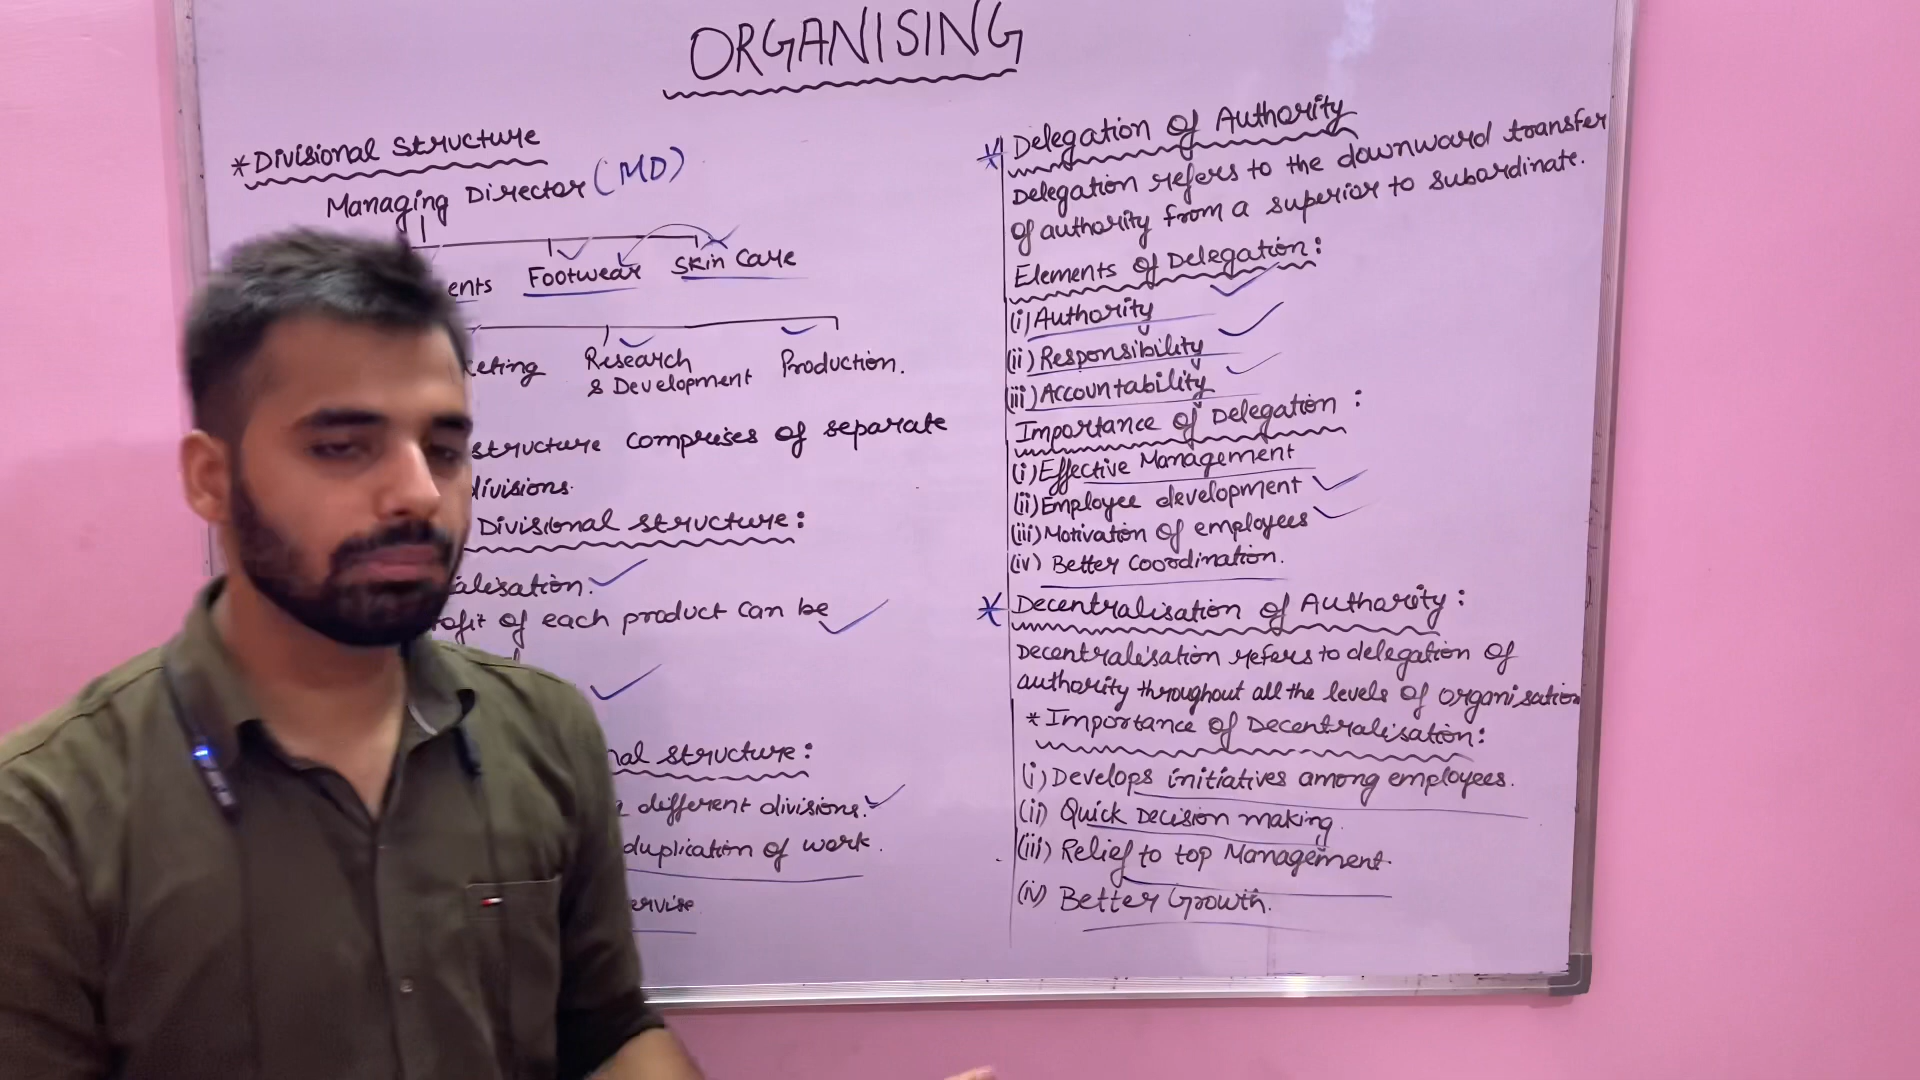 ORGANISING
*Divisional Structure
Managing Director (MD)
Footwear Skin Care
Research Production.
& Development
structure comprises of separate
divisions.
Divisional structure:
of each product can be
structure:
different divisions.
duplication of work.
* Delegation of Authority
Delegation refers to the downward transfer
of authority from a superior to subordinate.
Elements of Delegation:
(i) Authority
(ii) Responsibility
(iii) Accountability
Importance of Delegation:
(i) Effective Management
(ii) Employee development
(iii) Motivation of employees
(iv) Better Coordination.
* Decentralisation of Authority:
Decentralisation refers to delegation of
authority throughout all the levels of organisation
* Importance of Decentralisation:
(i) Develops initiatives among employees.
(ii) Quick Decision making.
(iii) Relief to top Management.
(iv) Better Growth.